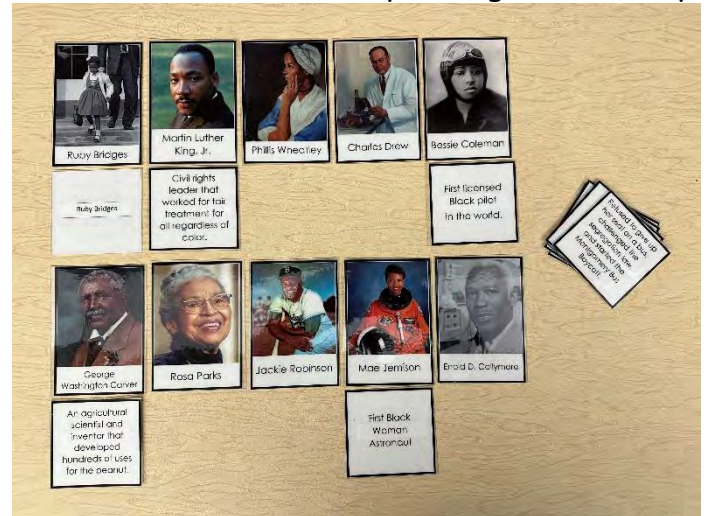 Ruby Bridges
Martin Luther
King, Jr.
Phillis Wheatley
Charles Drew
Bessie Coleman
Ruby Bridges
Civil rights
leader that
worked for fair
treatment for
all regardless of
color.
First licensed
Black pilot
in the world.
Refused to give up
her seat on a bus,
challenged the
segregation law
and started the
Montgomery Bus
Boycott.
George
Washington Carver
Rosa Parks
Jackie Robinson
Mae Jemison
Errold D. Collymore
An agricultural
scientist and
inventor that
developed
hundreds of uses
for the peanut.
First Black
Woman
Astronaut